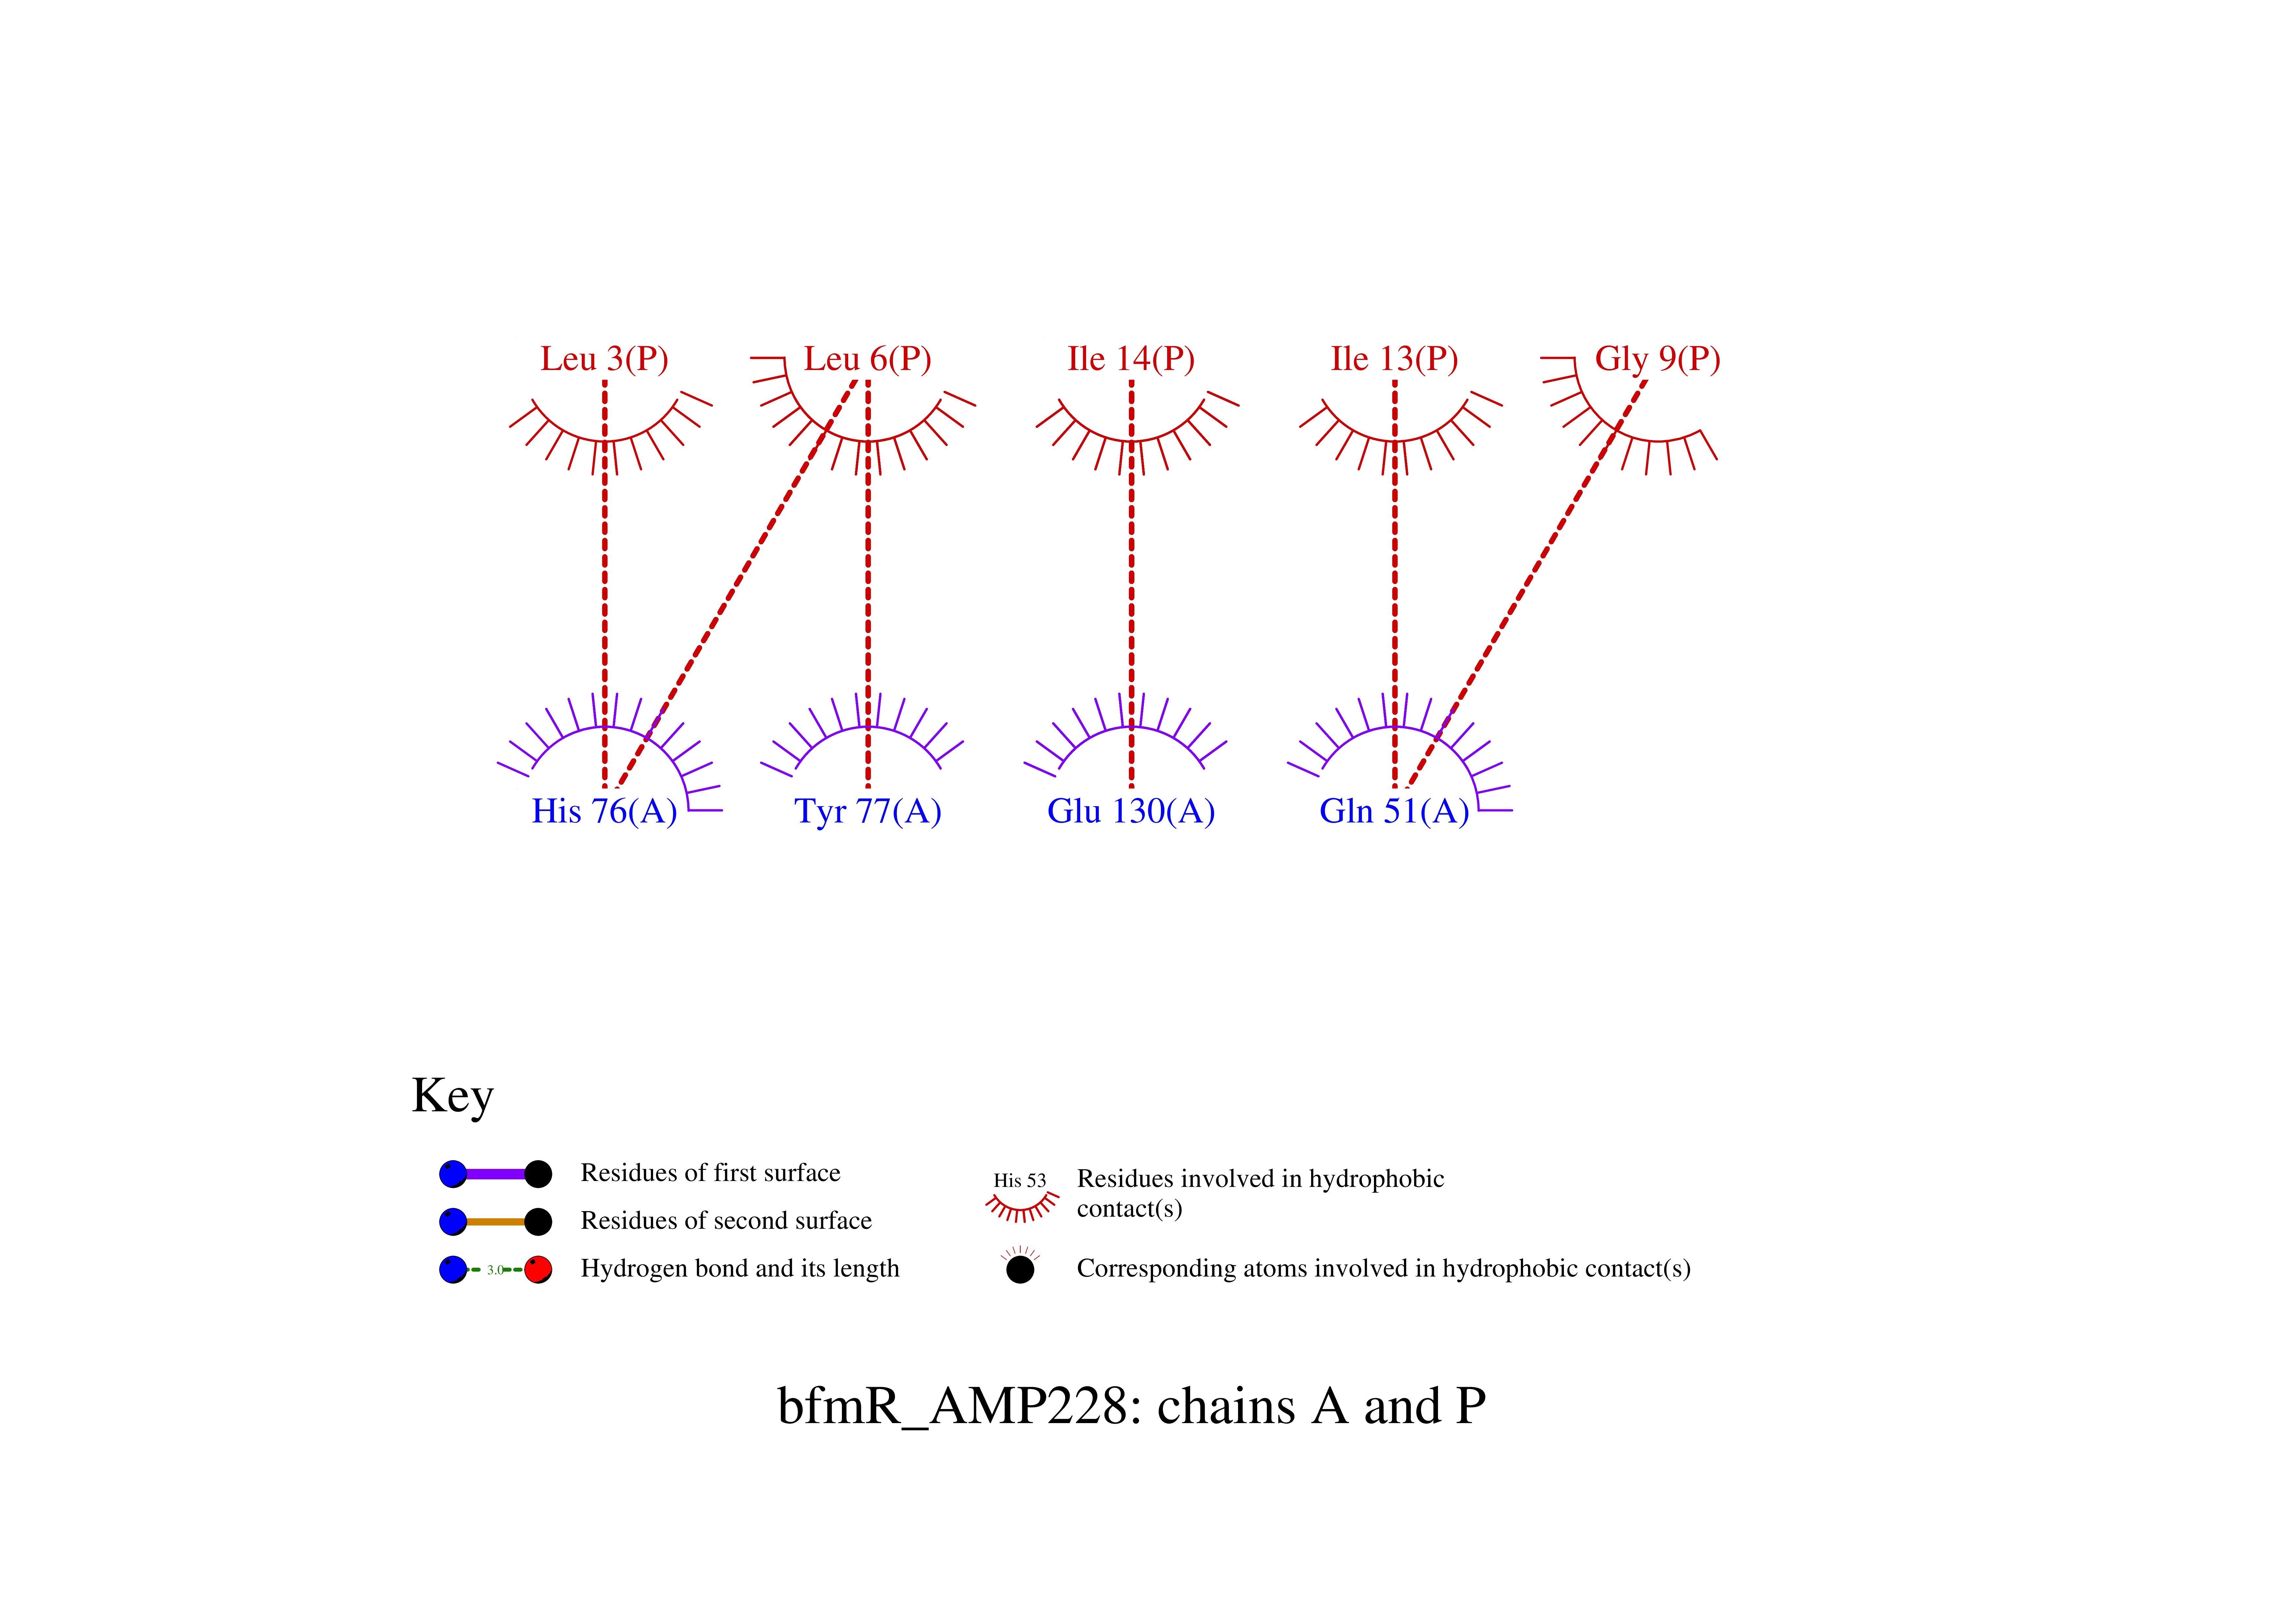 Leu 3(P) Leu 6(P) Ile 14(P) Ile 13(P) Gly 9(P)
His 76(A) Tyr 77(A) Glu 130(A) Gln 51(A)
Key
Residues of first surface
Residues of second surface
3.0 Hydrogen bond and its length
His 53 Residues involved in hydrophobic
contact(s)
Corresponding atoms involved in hydrophobic contact(s)
bfmR_AMP228: chains A and P